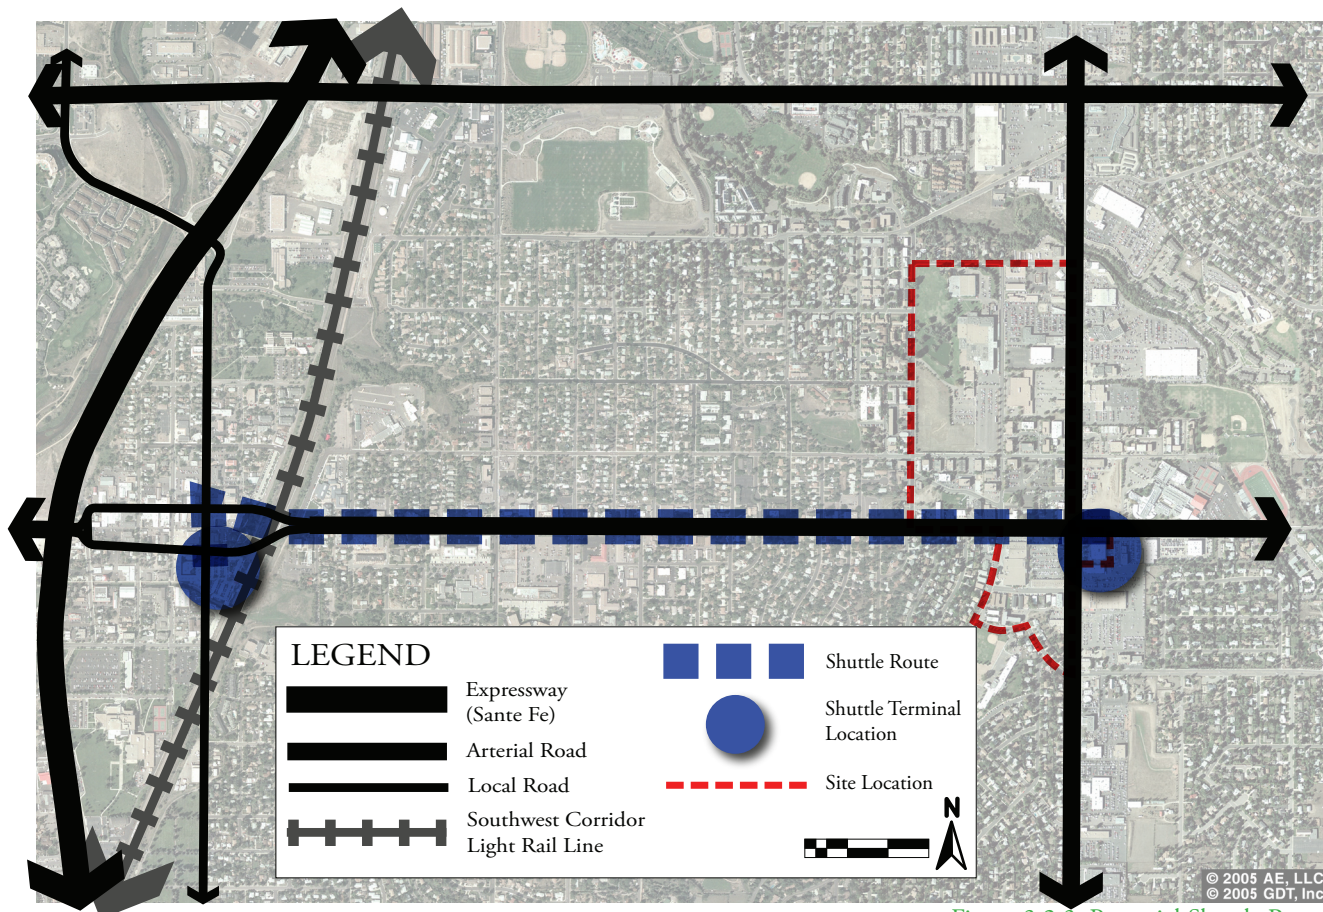 LEGEND
Expressway
(Sante Fe)
Arterial Road
Local Road
Southwest Corridor
Light Rail Line
Shuttle Route
Shuttle Terminal
Location
Site Location
N
© 2005 AE, LLC
© 2005 GDT, Inc